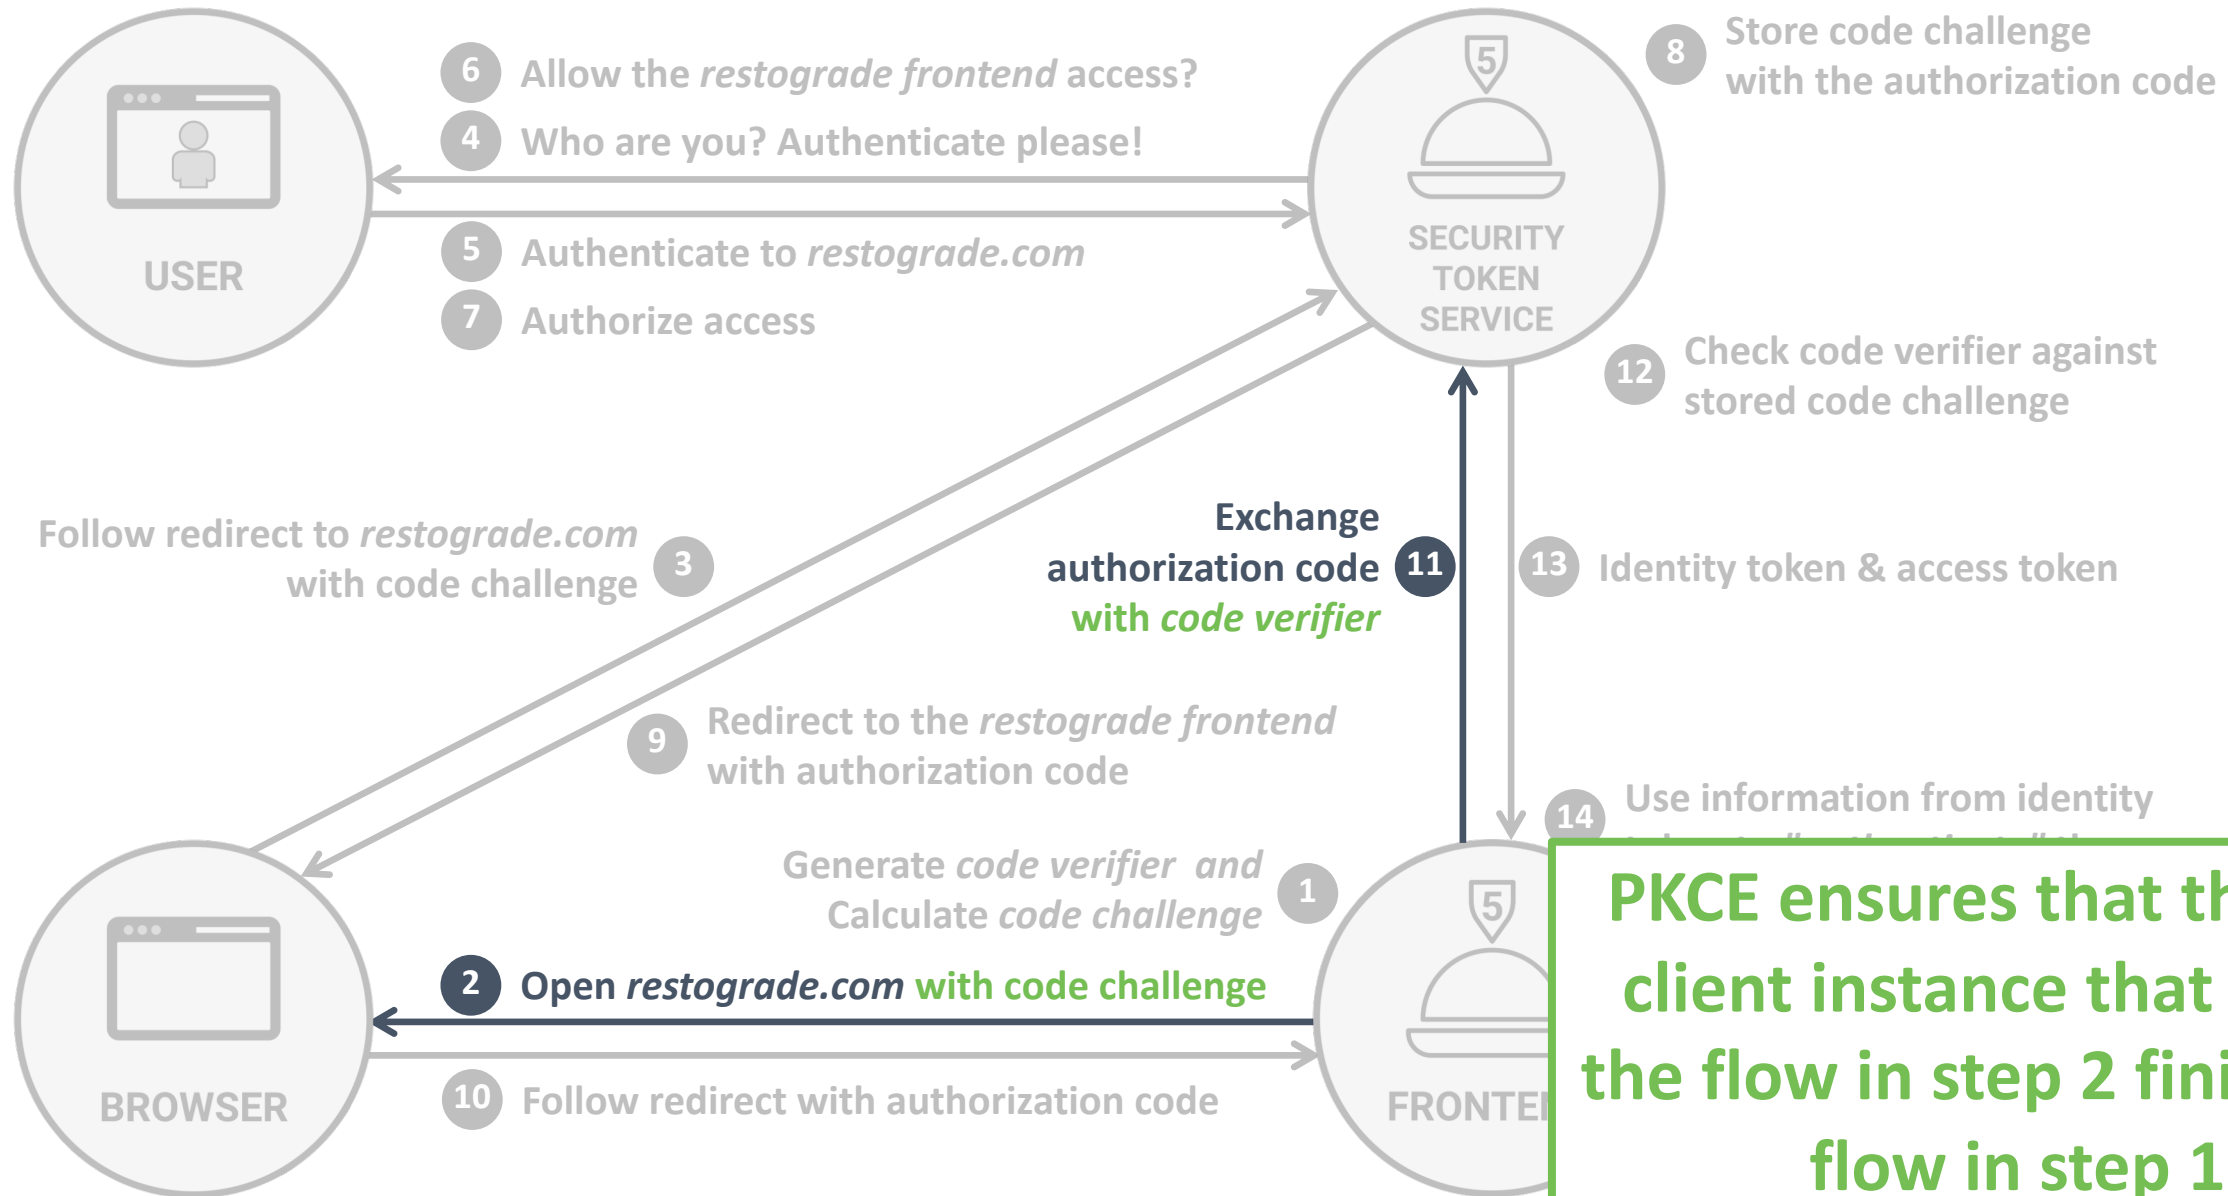 6 Allow the restograde frontend access?
4 Who are you? Authenticate please!
5 Authenticate to restograde.com
7 Authorize access
USER
5
SECURITY
TOKEN
SERVICE
8 Store code challenge
with the authorization code
12 Check code verifier against
stored code challenge
Follow redirect to restograde.com
with code challenge 3
Exchange
authorization code 11
with code verifier
13 Identity token & access token
9 Redirect to the restograde frontend
with authorization code
14 Use information from identity
Generate code verifier and
Calculate code challenge 1
2 Open restograde.com with code challenge
10 Follow redirect with authorization code
BROWSER
5
PKCE ensures that
client instance that
the flow in step 2
flow in step